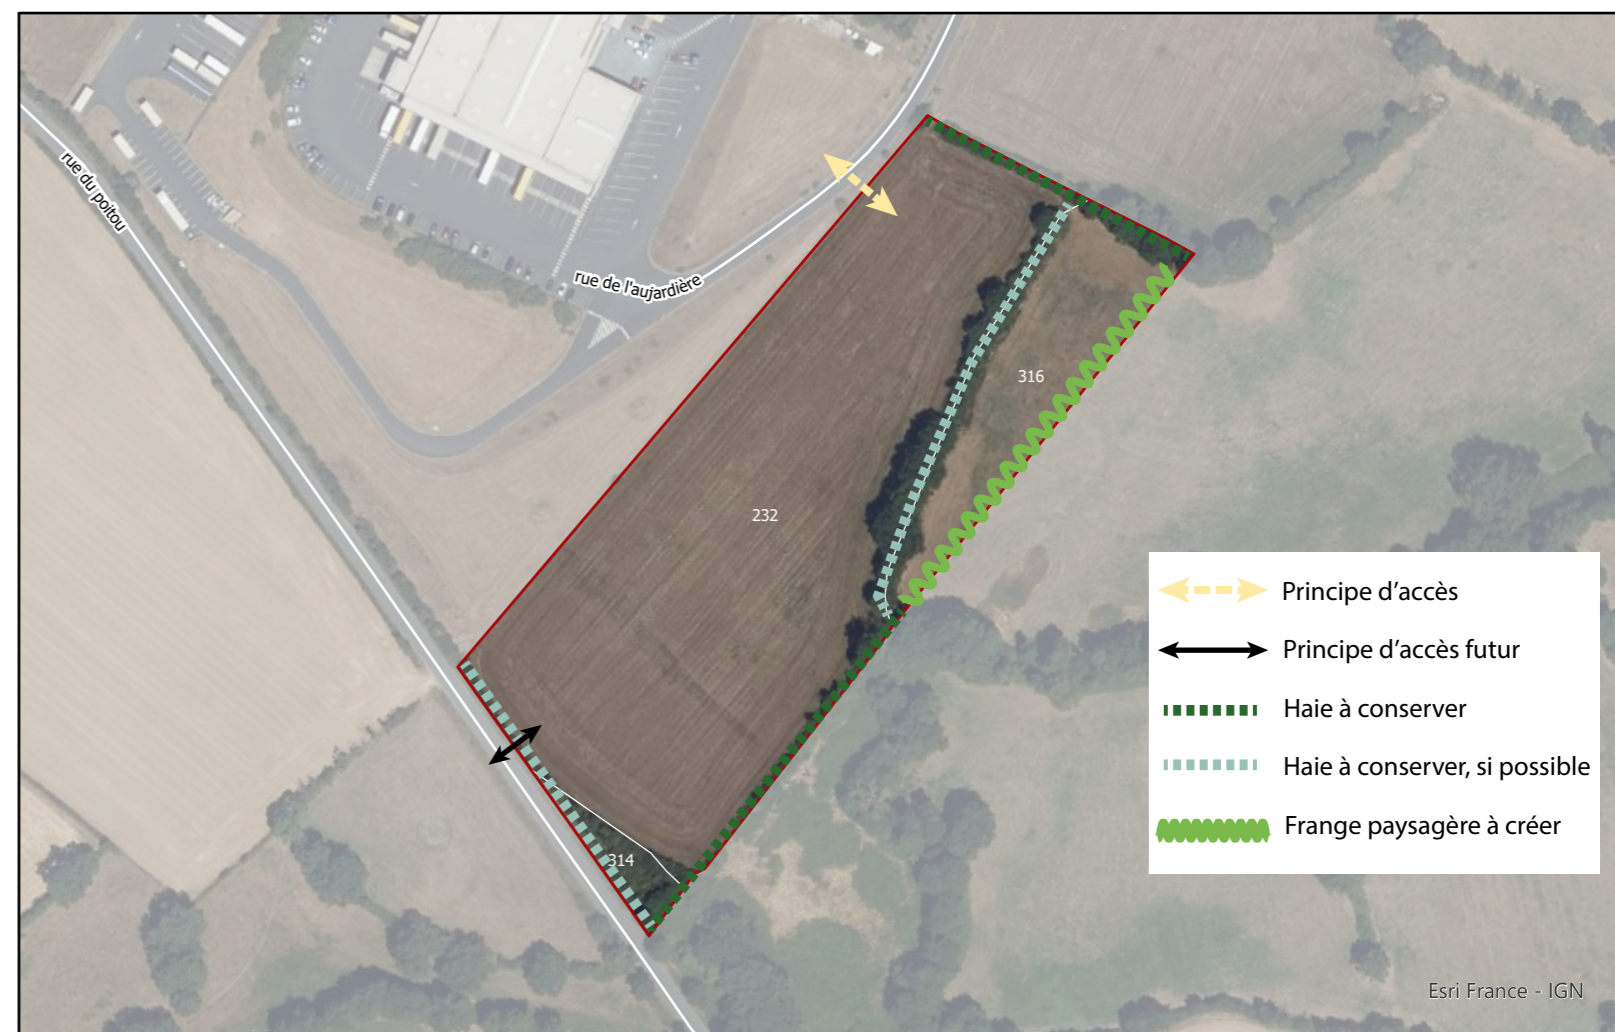 rue du poitou
rue de l'aujardière
316
232
314
Principe d’accès
Principe d’accès futur
Haie à conserver
Haie à conserver, si possible
Frange paysagère à créer
Esri France - IGN